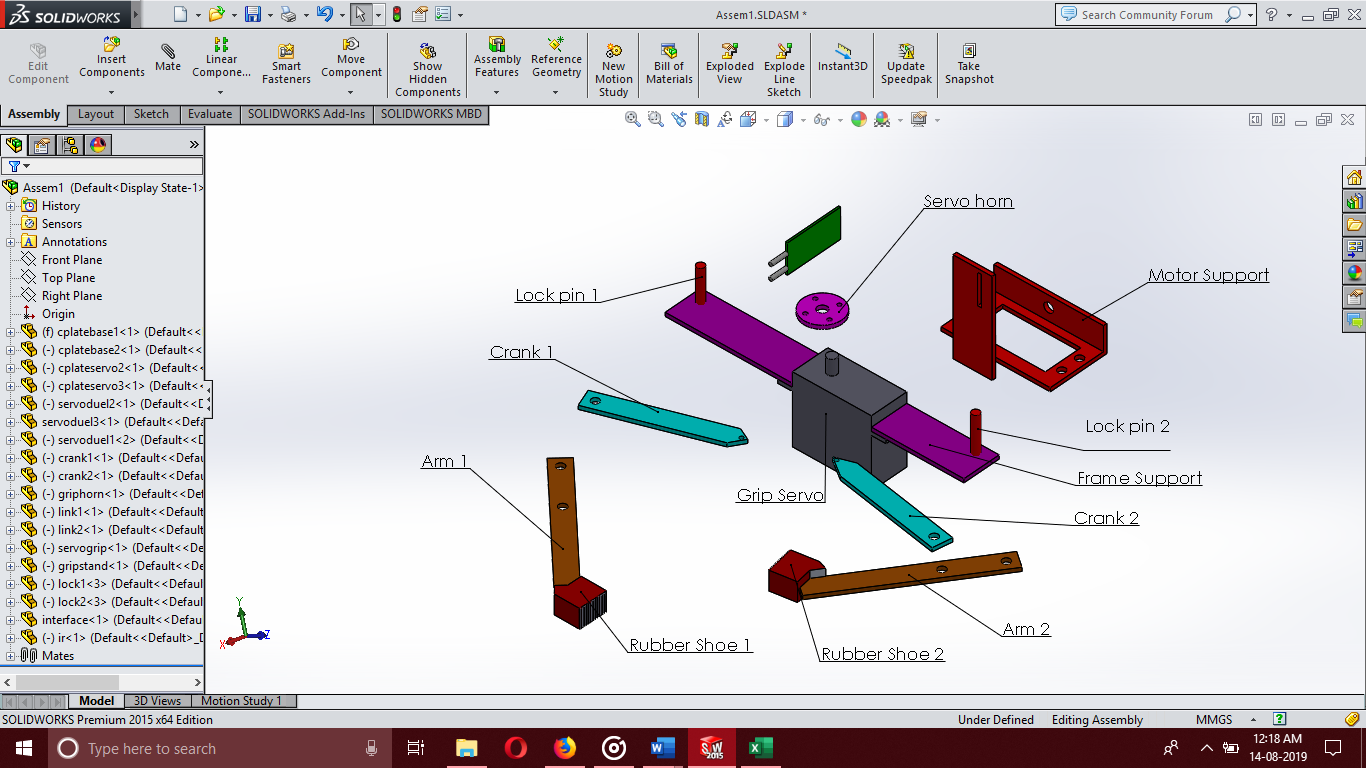 SOLIDWORKS
Assem1.SLDASM *
Search Community Forum
?
Edit
Component
Insert
Components
Mate
Linear
Compone...
Smart
Fasteners
Move
Component
Show
Hidden
Components
Assembly
Features
Reference
Geometry
New
Motion
Study
Bill of
Materials
Exploded
View
Explode
Line
Sketch
Instant3D
Update
Speedpak
Take
Snapshot
Assembly Layout Sketch Evaluate SOLIDWORKS Add-Ins SOLIDWORKS MBD
Assem1 (Default<Display State-1>
History
Sensors
Annotations
Front Plane
Top Plane
Right Plane
Origin
(f) cplatebase1<1> (Default<<
(-) cplatebase2<1> (Default<<
(-) cplateservo2<1> (Default<
(-) cplateservo3<1> (Default<
(-) servoduel2<1> (Default<<D
servoduel3<1> (Default<<Defa
(-) servoduel1<2> (Default<<D
(-) crank1<1> (Default<<Defau
(-) crank2<1> (Default<<Defau
(-) griphorn<1> (Default<<Def
(-) link1<1> (Default<<Default
(-) link2<1> (Default<<Default
(-) servogrip<1> (Default<<De
(-) gripstand<1> (Default<<De
(-) lock1<3> (Default<<Defaul
(-) lock2<3> (Default<<Defaul
interface<1> (Default<<Defau
(-) ir<1> (Default<<Default>_D
Mates
Servo horn
Motor Support
Lock pin 1
Crank 1
Lock pin 2
Arm 1
Frame Support
Grip Servo
Crank 2
Arm 2
Rubber Shoe 1
Rubber Shoe 2
Y
X
Z
Model 3D Views Motion Study 1
SOLIDWORKS Premium 2015 x64 Edition
Under Defined Editing Assembly MMGS
Type here to search
SW
2015
12:18 AM
14-08-2019